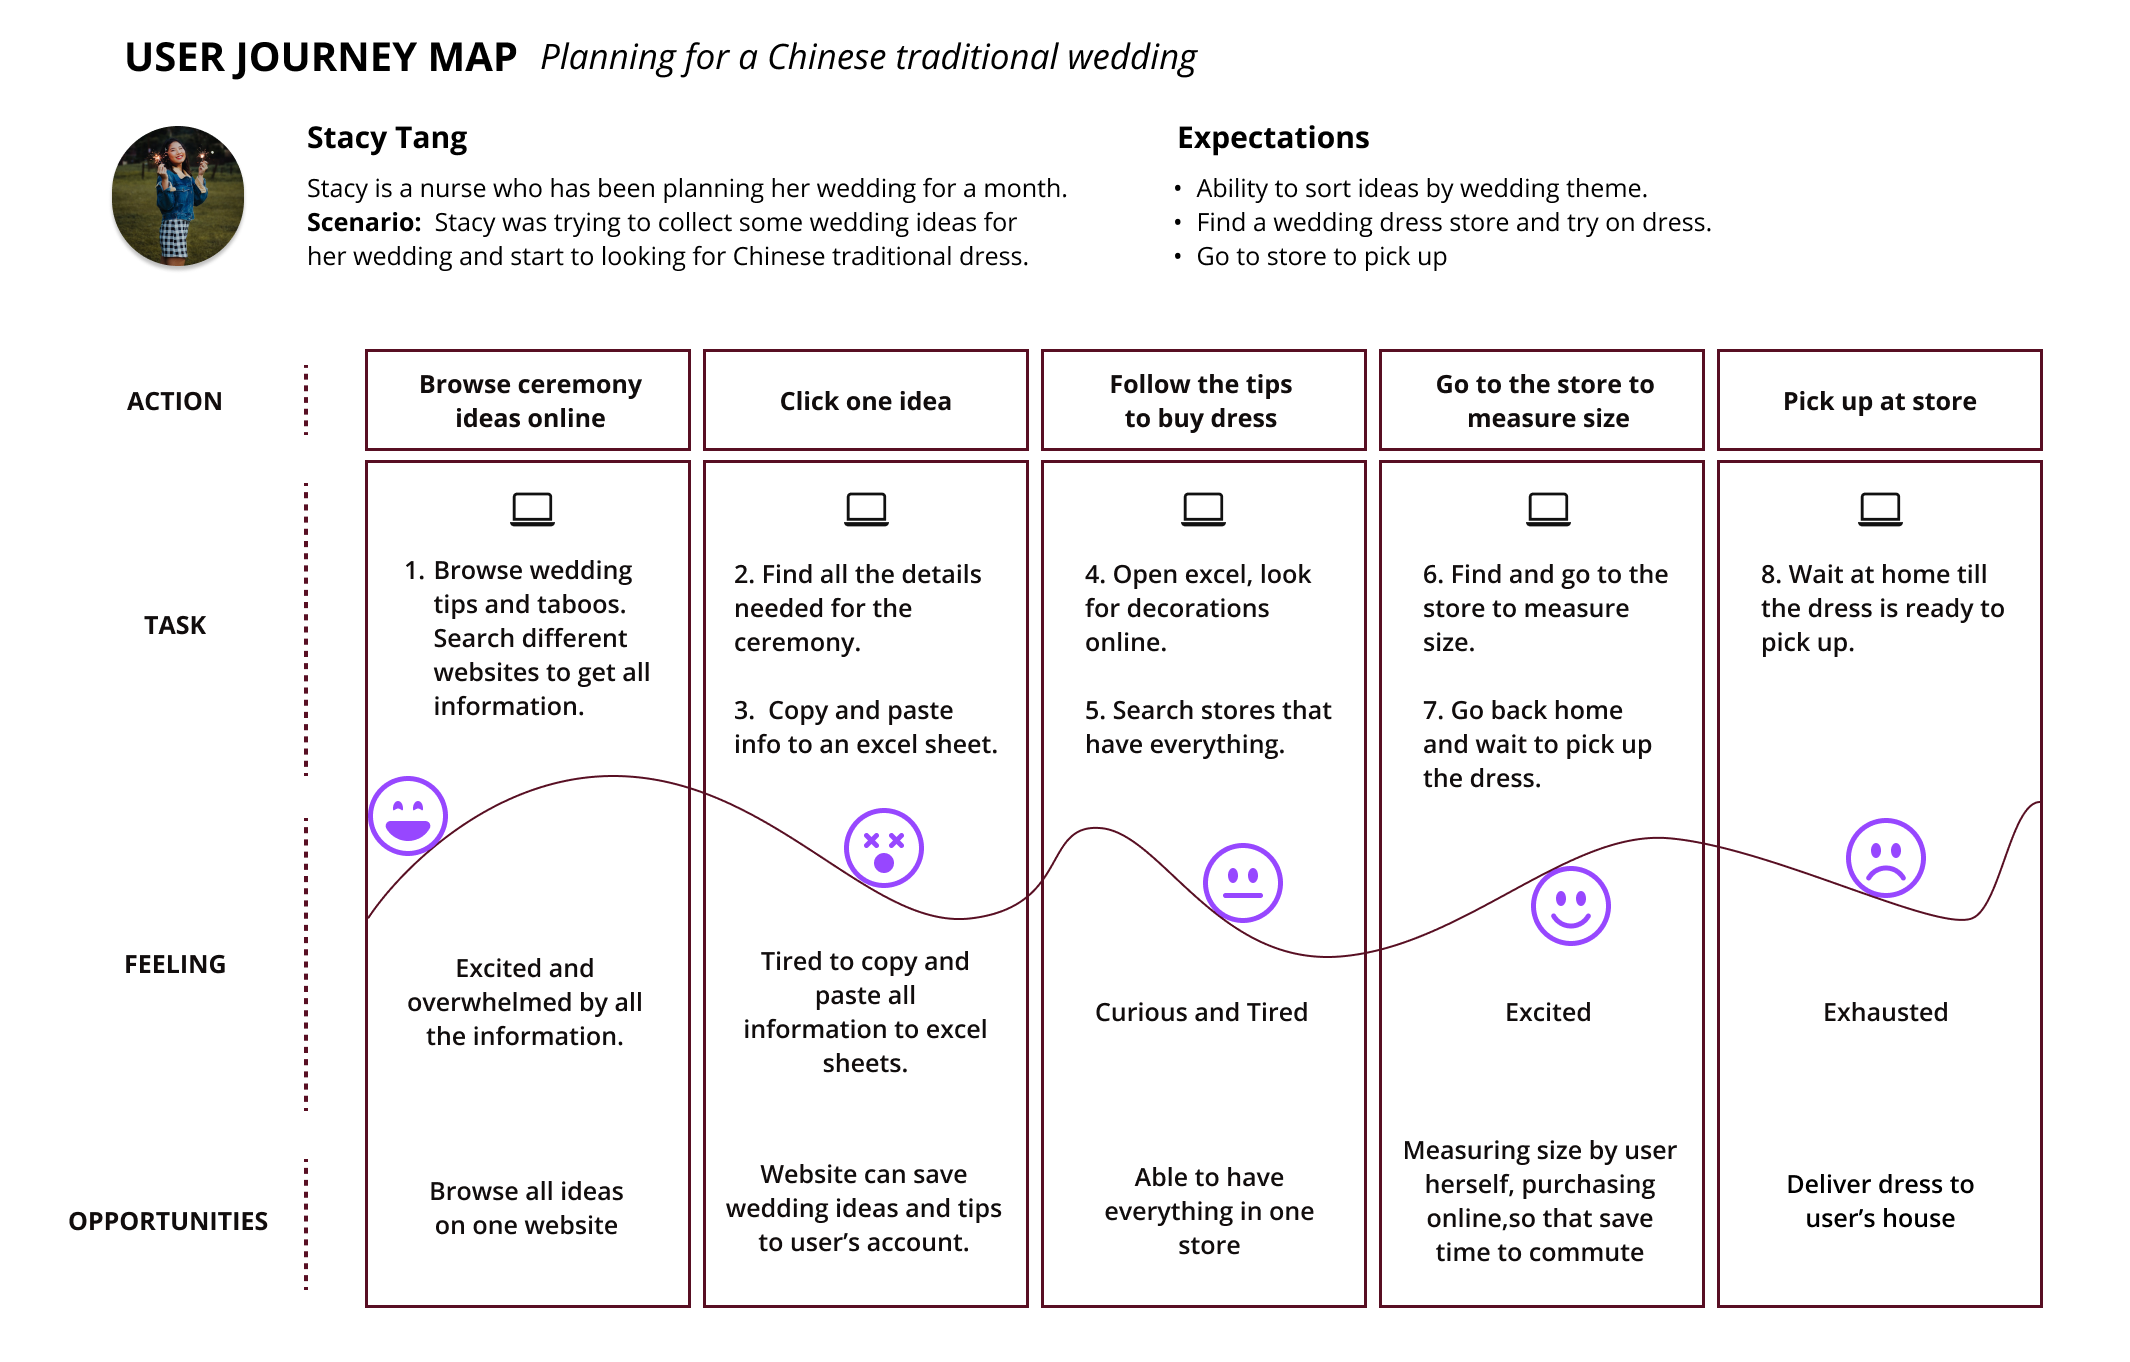 USER JOURNEY MAP Planning for a Chinese traditional wedding
Stacy Tang
Stacy is a nurse who has been planning her wedding for a month.
Scenario: Stacy was trying to collect some wedding ideas for
her wedding and start to looking for Chinese traditional dress.
Expectations
• Ability to sort ideas by wedding theme.
• Find a wedding dress store and try on dress.
• Go to store to pick up
ACTION
Browse ceremony
ideas online
Click one idea
Follow the tips
to buy dress
Go to the store to
measure size
Pick up at store
TASK
1. Browse wedding
tips and taboos.
Search different
websites to get all
information.
2. Find all the details
needed for the
ceremony.
3. Copy and paste
info to an excel sheet.
4. Open excel, look
for decorations
online.
5. Search stores that
have everything.
6. Find and go to the
store to measure
size.
7. Go back home
and wait to pick up
the dress.
8. Wait at home till
the dress is ready to
pick up.
FEELING
Excited and
overwhelmed by all
the information.
Tired to copy and
paste all
information to excel
sheets.
Curious and Tired
Excited
Exhausted
OPPORTUNITIES
Browse all ideas
on one website
Website can save
wedding ideas and tips
to user’s account.
Able to have
everything in one
store
Measuring size by user
herself, purchasing
online,so that save
time to commute
Deliver dress to
user’s house